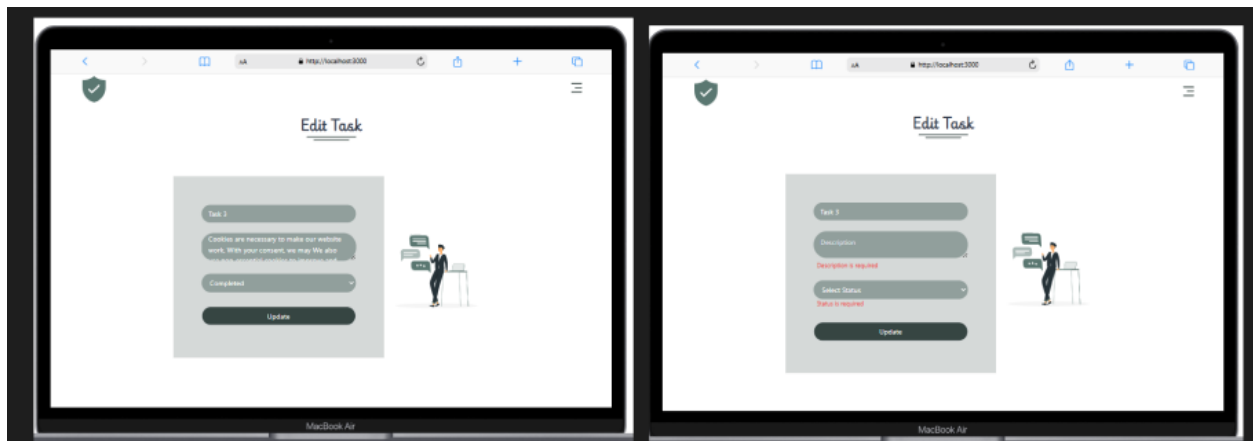 AA
http://localhost:3000
Edit Task
Task 3
Cookies are necessary to make our website
work. With your consent, we may We also
Completed
Update
MacBook Air
AA
http://localhost:3000
Edit Task
Task 3
Description
Description is required
Select Status
Status is required
Update
MacBook Air